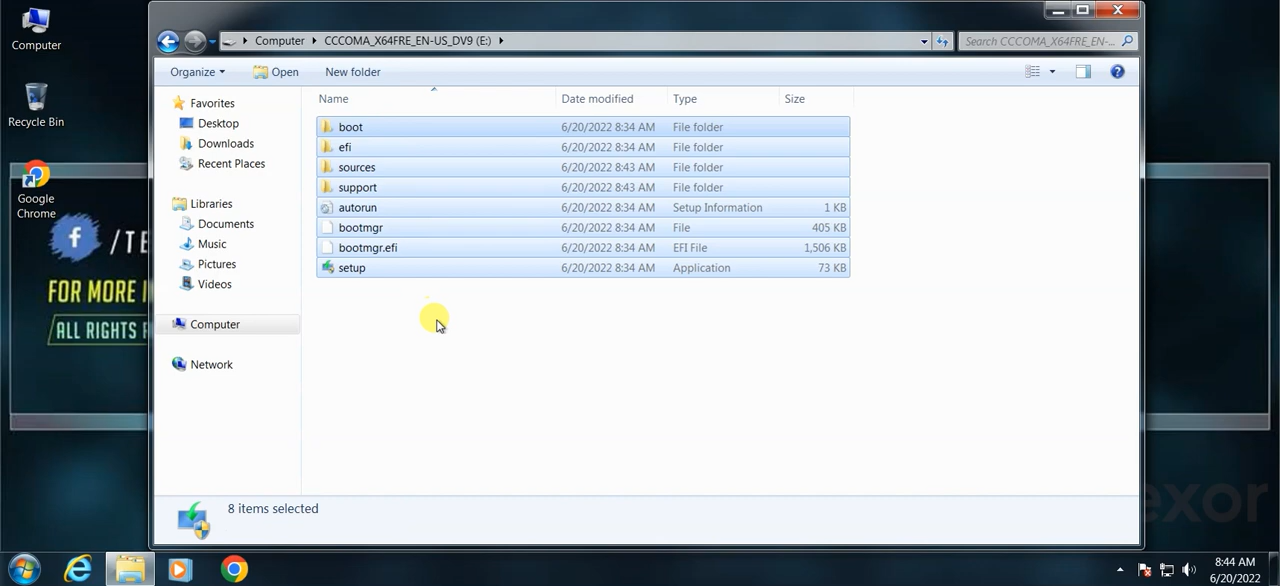 Computer
Recycle Bin
Google
Chrome
f /TE
FOR MORE I
ALL RIGHTS
Computer CCCOMA_X64FRE_EN-US_DV9 (E:)
Search CCCOMA_X64FRE_EN-...
Organize Open New folder
Favorites
Desktop
Downloads
Recent Places
Libraries
Documents
Music
Pictures
Videos
Computer
Network
Name Date modified Type Size
boot 6/20/2022 8:34 AM File folder
efi 6/20/2022 8:34 AM File folder
sources 6/20/2022 8:43 AM File folder
support 6/20/2022 8:43 AM File folder
autorun 6/20/2022 8:34 AM Setup Information 1 KB
bootmgr 6/20/2022 8:34 AM File 405 KB
bootmgr.efi 6/20/2022 8:34 AM EFI File 1,506 KB
setup 6/20/2022 8:34 AM Application 73 KB
8 items selected
exor
8:44 AM
6/20/2022